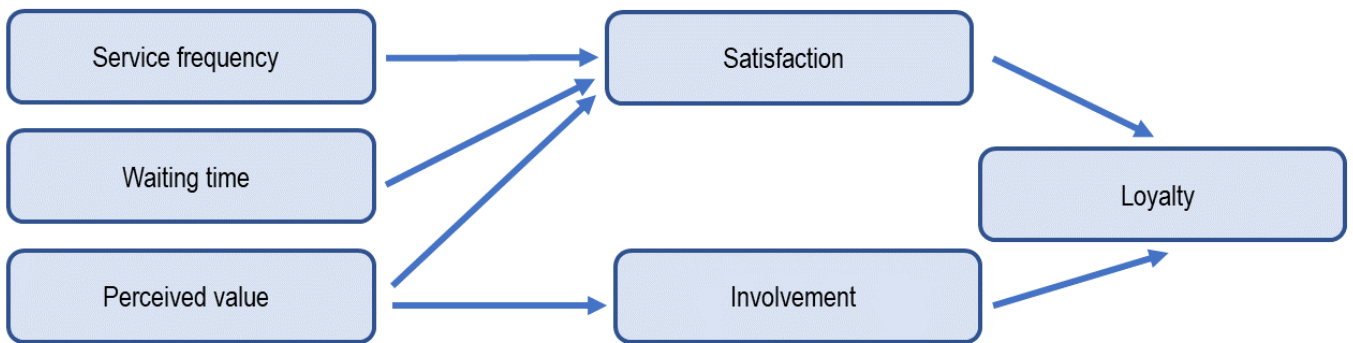 Service frequency
Satisfaction
Waiting time
Loyalty
Perceived value
Involvement